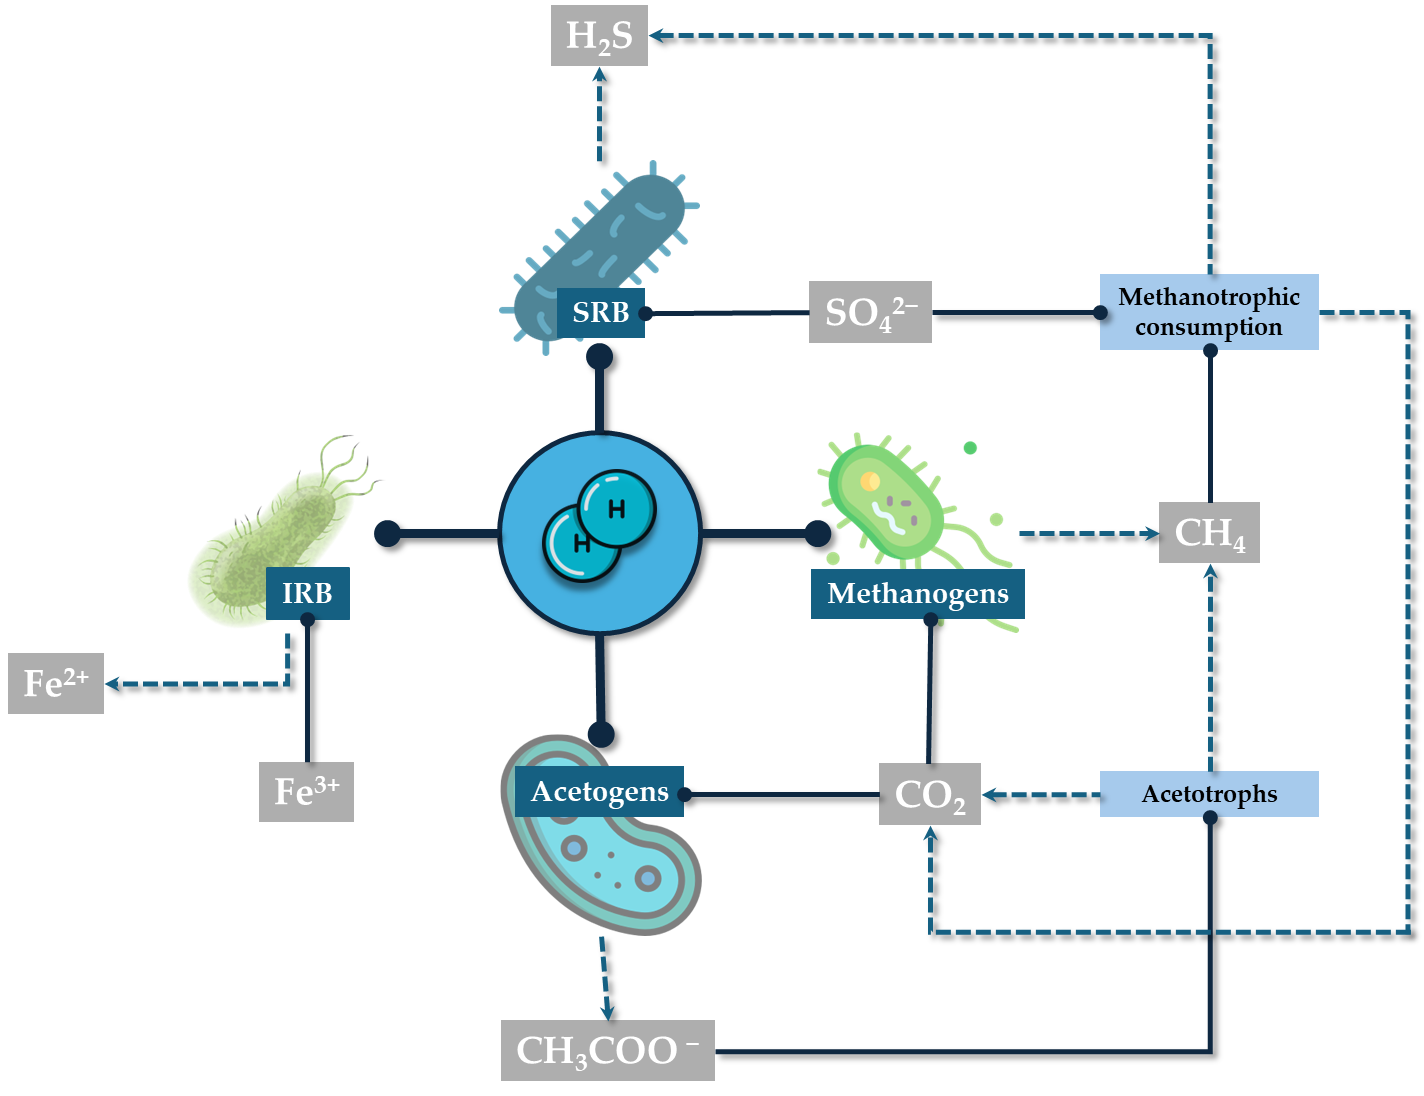 H₂S
SRB
SO₄²⁻
Methanotrophic
consumption
H
H
IRB
Methanogens
CH₄
Fe²⁺
Fe³⁺
Acetogens
CO₂
Acetotrophs
CH₃COO⁻